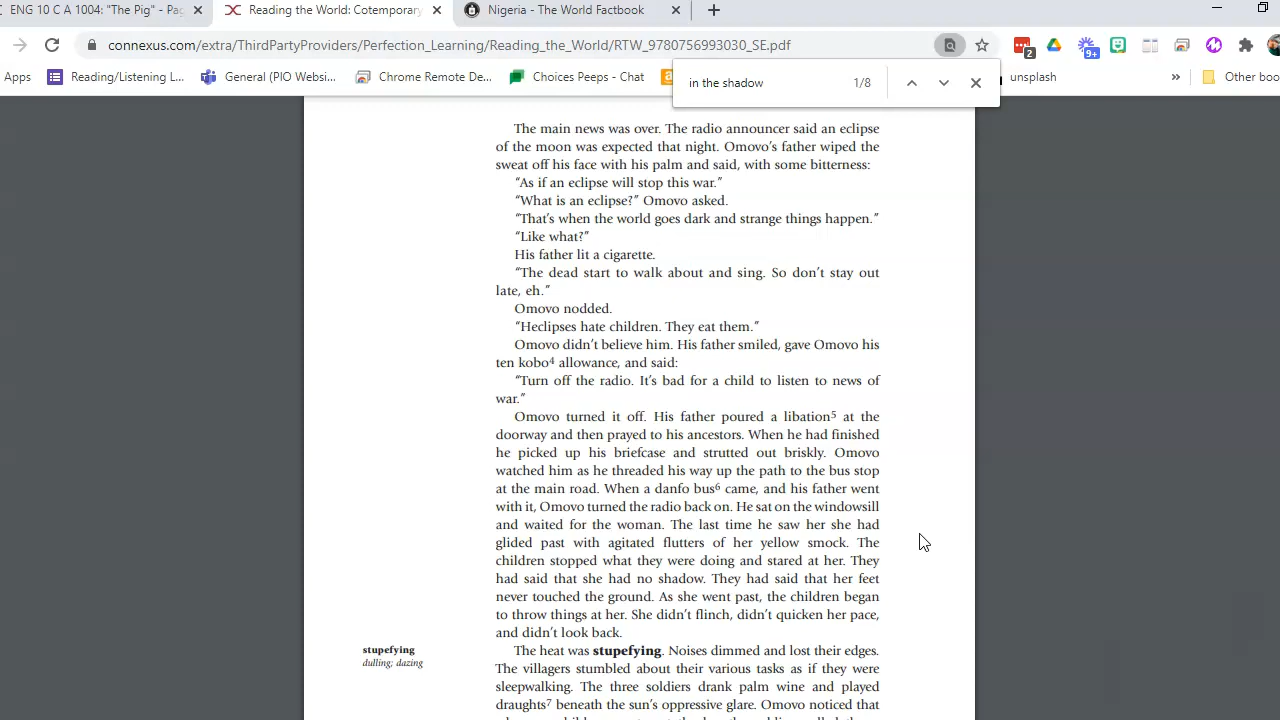 ENG 10 C A 1004: "The Pig" - Pag
Reading the World: Cotemporary
Nigeria - The World Factbook
connexus.com/extra/ThirdPartyProvider/Perfection_Learning/Reading_the_World/RTW_9780756993030_SE.pdf
2
9+
Apps
Reading/Listening L...
General (PIO Websi...
Chrome Remote De...
Choices Peeps - Chat
unsplash
»
Other boo
in the shadow
1/8
The main news was over. The radio announcer said an eclipse
of the moon was expected that night. Omovo's father wiped the
sweat off his face with his palm and said, with some bitterness:
"As if an eclipse will stop this war."
"What is an eclipse?" Omovo asked.
"That's when the world goes dark and strange things happen."
"Like what?"
His father lit a cigarette.
"The dead start to walk about and sing. So don't stay out
late, eh."
Omovo nodded.
"Heclipses hate children. They eat them."
Omovo didn't believe him. His father smiled, gave Omovo his
ten kobo4 allowance, and said:
"Turn off the radio. It's bad for a child to listen to news of
war."
Omovo turned it off. His father poured a libation5 at the
doorway and then prayed to his ancestors. When he had finished
he picked up his briefcase and strutted out briskly. Omovo
watched him as he threaded his way up the path to the bus stop
at the main road. When a danfo bus6 came, and his father went
with it, Omovo turned the radio back on. He sat on the windowsill
and waited for the woman. The last time he saw her she had
glided past with agitated flutters of her yellow smock. The
children stopped what they were doing and stared at her. They
had said that she had no shadow. They had said that her feet
never touched the ground. As she went past, the children began
to throw things at her. She didn't flinch, didn't quicken her pace,
and didn't look back.
stupefying
dulling; dazing
The heat was stupefying. Noises dimmed and lost their edges.
The villagers stumbled about their various tasks as if they were
sleepwalking. The three soldiers drank palm wine and played
draughts7 beneath the sun's oppressive glare. Omovo noticed that